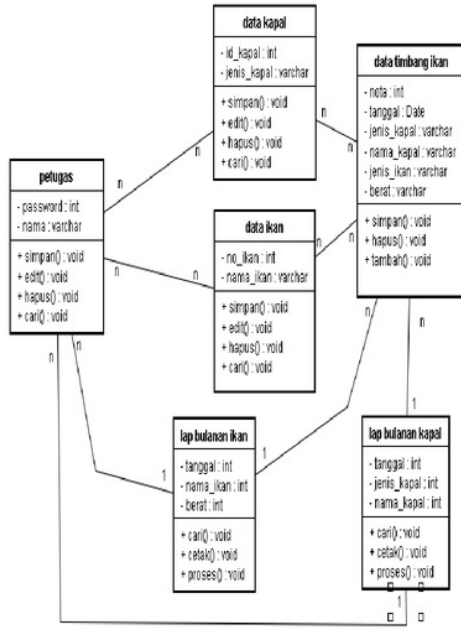 data kapal
- id_kapal : int
- jenis_kapal : varchar
+ simpan() : void
+ edit() : void
+ hapus() : void
+ cari() : void
data timbang ikan
- nota : int
- tanggal : Date
- jenis_kapal : varchar
- nama_kapal : varchar
- jenis_ikan : varchar
- berat : varchar
+ simpan() : void
+ hapus() : void
+ tambah() : void
petugas
- password : int
- nama : varchar
+ simpan() : void
+ edit() : void
+ hapus() : void
+ cari() : void
data ikan
- no_ikan : int
- nama_ikan : varchar
+ simpan() : void
+ edit() : void
+ hapus() : void
+ cari() : void
lap bulanan ikan
- tanggal : int
- nama_ikan : int
- berat : int
+ cari() : void
+ cetak() : void
+ proses() : void
lap bulanan kapal
- tanggal : int
- jenis_kapal : int
- nama_kapal : int
+ cari() : void
+ cetak() : void
+ proses() : void
n
n
n
n
n
n
n
n
n
n
n
n
1
1
1
1